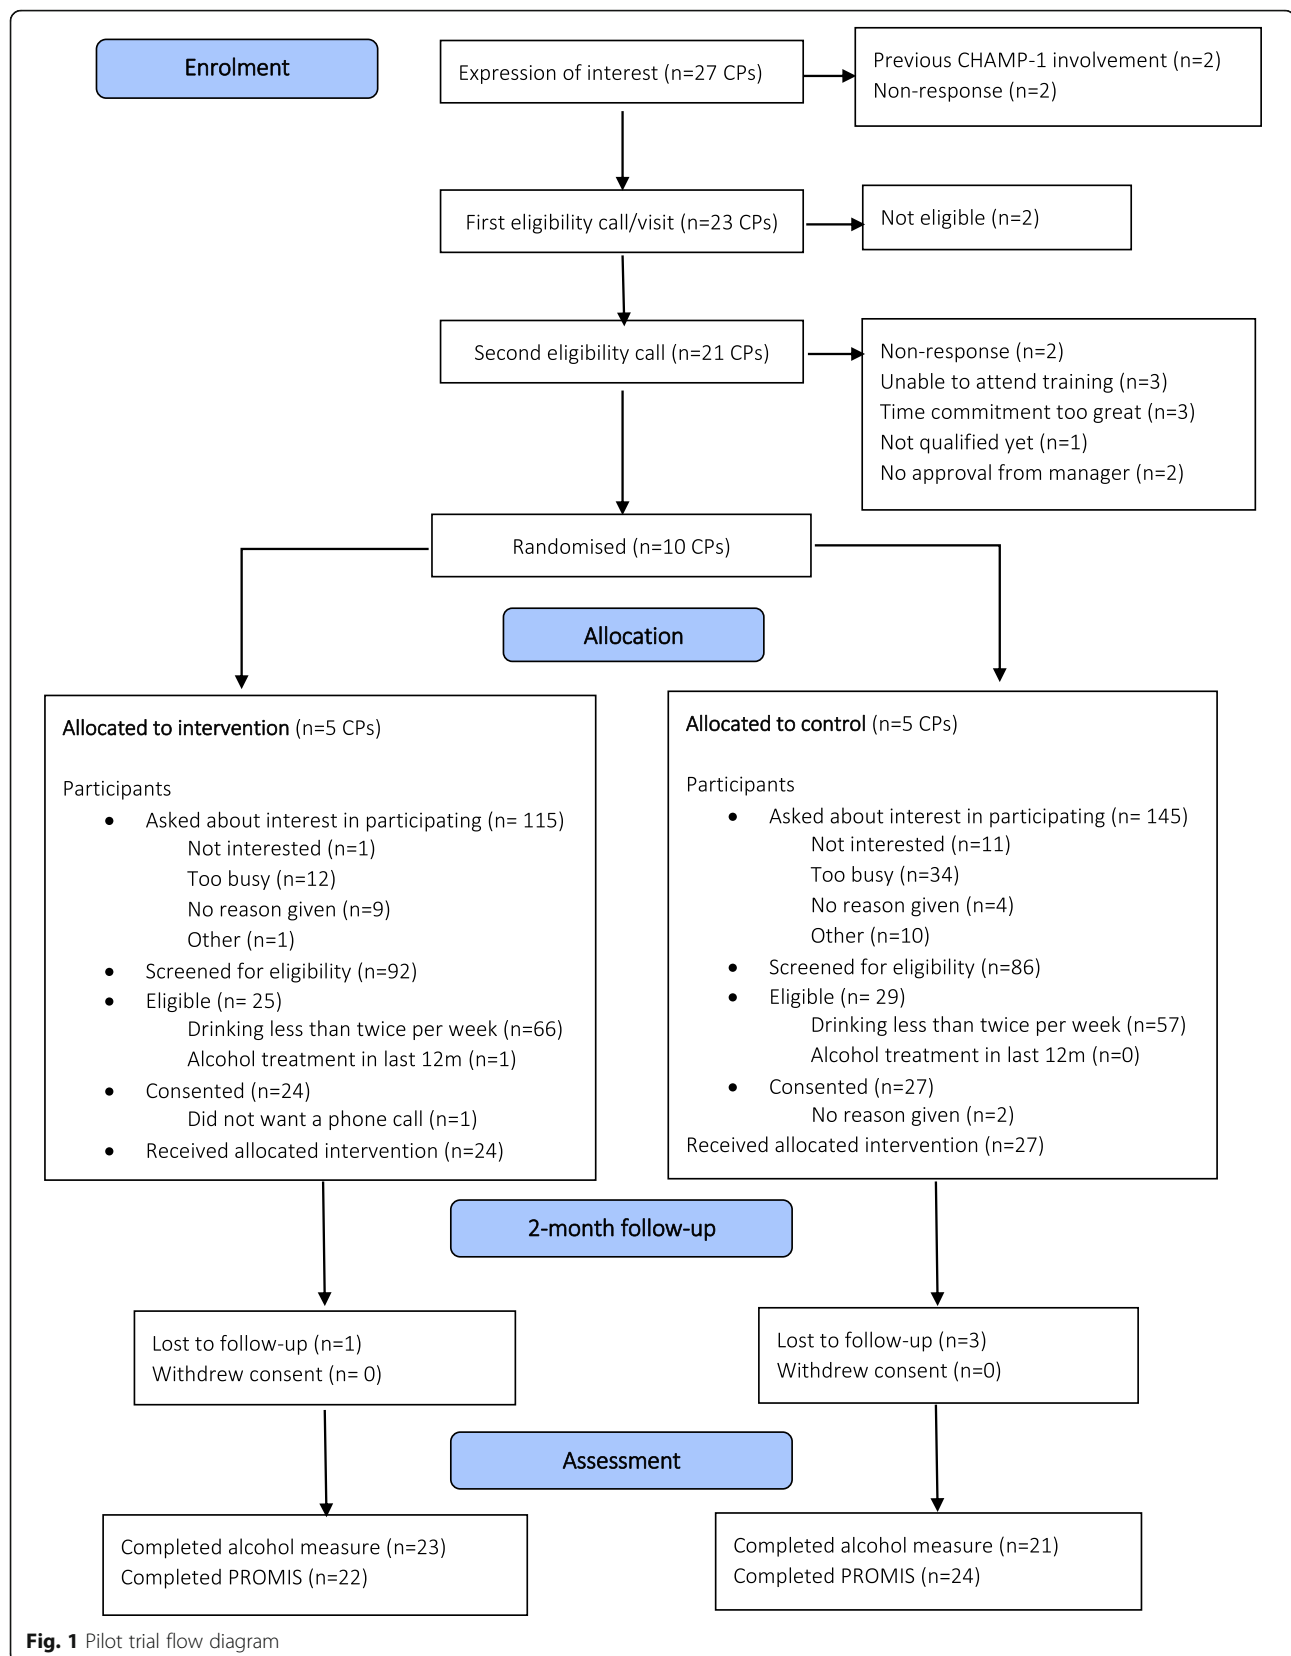 Enrolment
Expression of interest (n=27 CPs)
Previous CHAMP-1 involvement (n=2)
Non-response (n=2)
First eligibility call/visit (n=23 CPs)
Not eligible (n=2)
Second eligibility call (n=21 CPs)
Non-response (n=2)
Unable to attend training (n=3)
Time commitment too great (n=3)
Not qualified yet (n=1)
No approval from manager (n=2)
Randomised (n=10 CPs)
Allocation
Allocated to intervention (n=5 CPs)
Participants
• Asked about interest in participating (n= 115)
Not interested (n=1)
Too busy (n=12)
No reason given (n=9)
Other (n=1)
• Screened for eligibility (n=92)
• Eligible (n= 25)
Drinking less than twice per week (n=66)
Alcohol treatment in last 12m (n=1)
• Consented (n=24)
Did not want a phone call (n=1)
• Received allocated intervention (n=24)
Allocated to control (n=5 CPs)
Participants
• Asked about interest in participating (n= 145)
Not interested (n=11)
Too busy (n=34)
No reason given (n=4)
Other (n=10)
• Screened for eligibility (n=86)
• Eligible (n= 29)
Drinking less than twice per week (n=57)
Alcohol treatment in last 12m (n=0)
• Consented (n=27)
No reason given (n=2)
Received allocated intervention (n=27)
2-month follow-up
Lost to follow-up (n=1)
Withdrew consent (n= 0)
Lost to follow-up (n=3)
Withdrew consent (n=0)
Assessment
Completed alcohol measure (n=23)
Completed PROMIS (n=22)
Completed alcohol measure (n=21)
Completed PROMIS (n=24)
Fig. 1 Pilot trial flow diagram